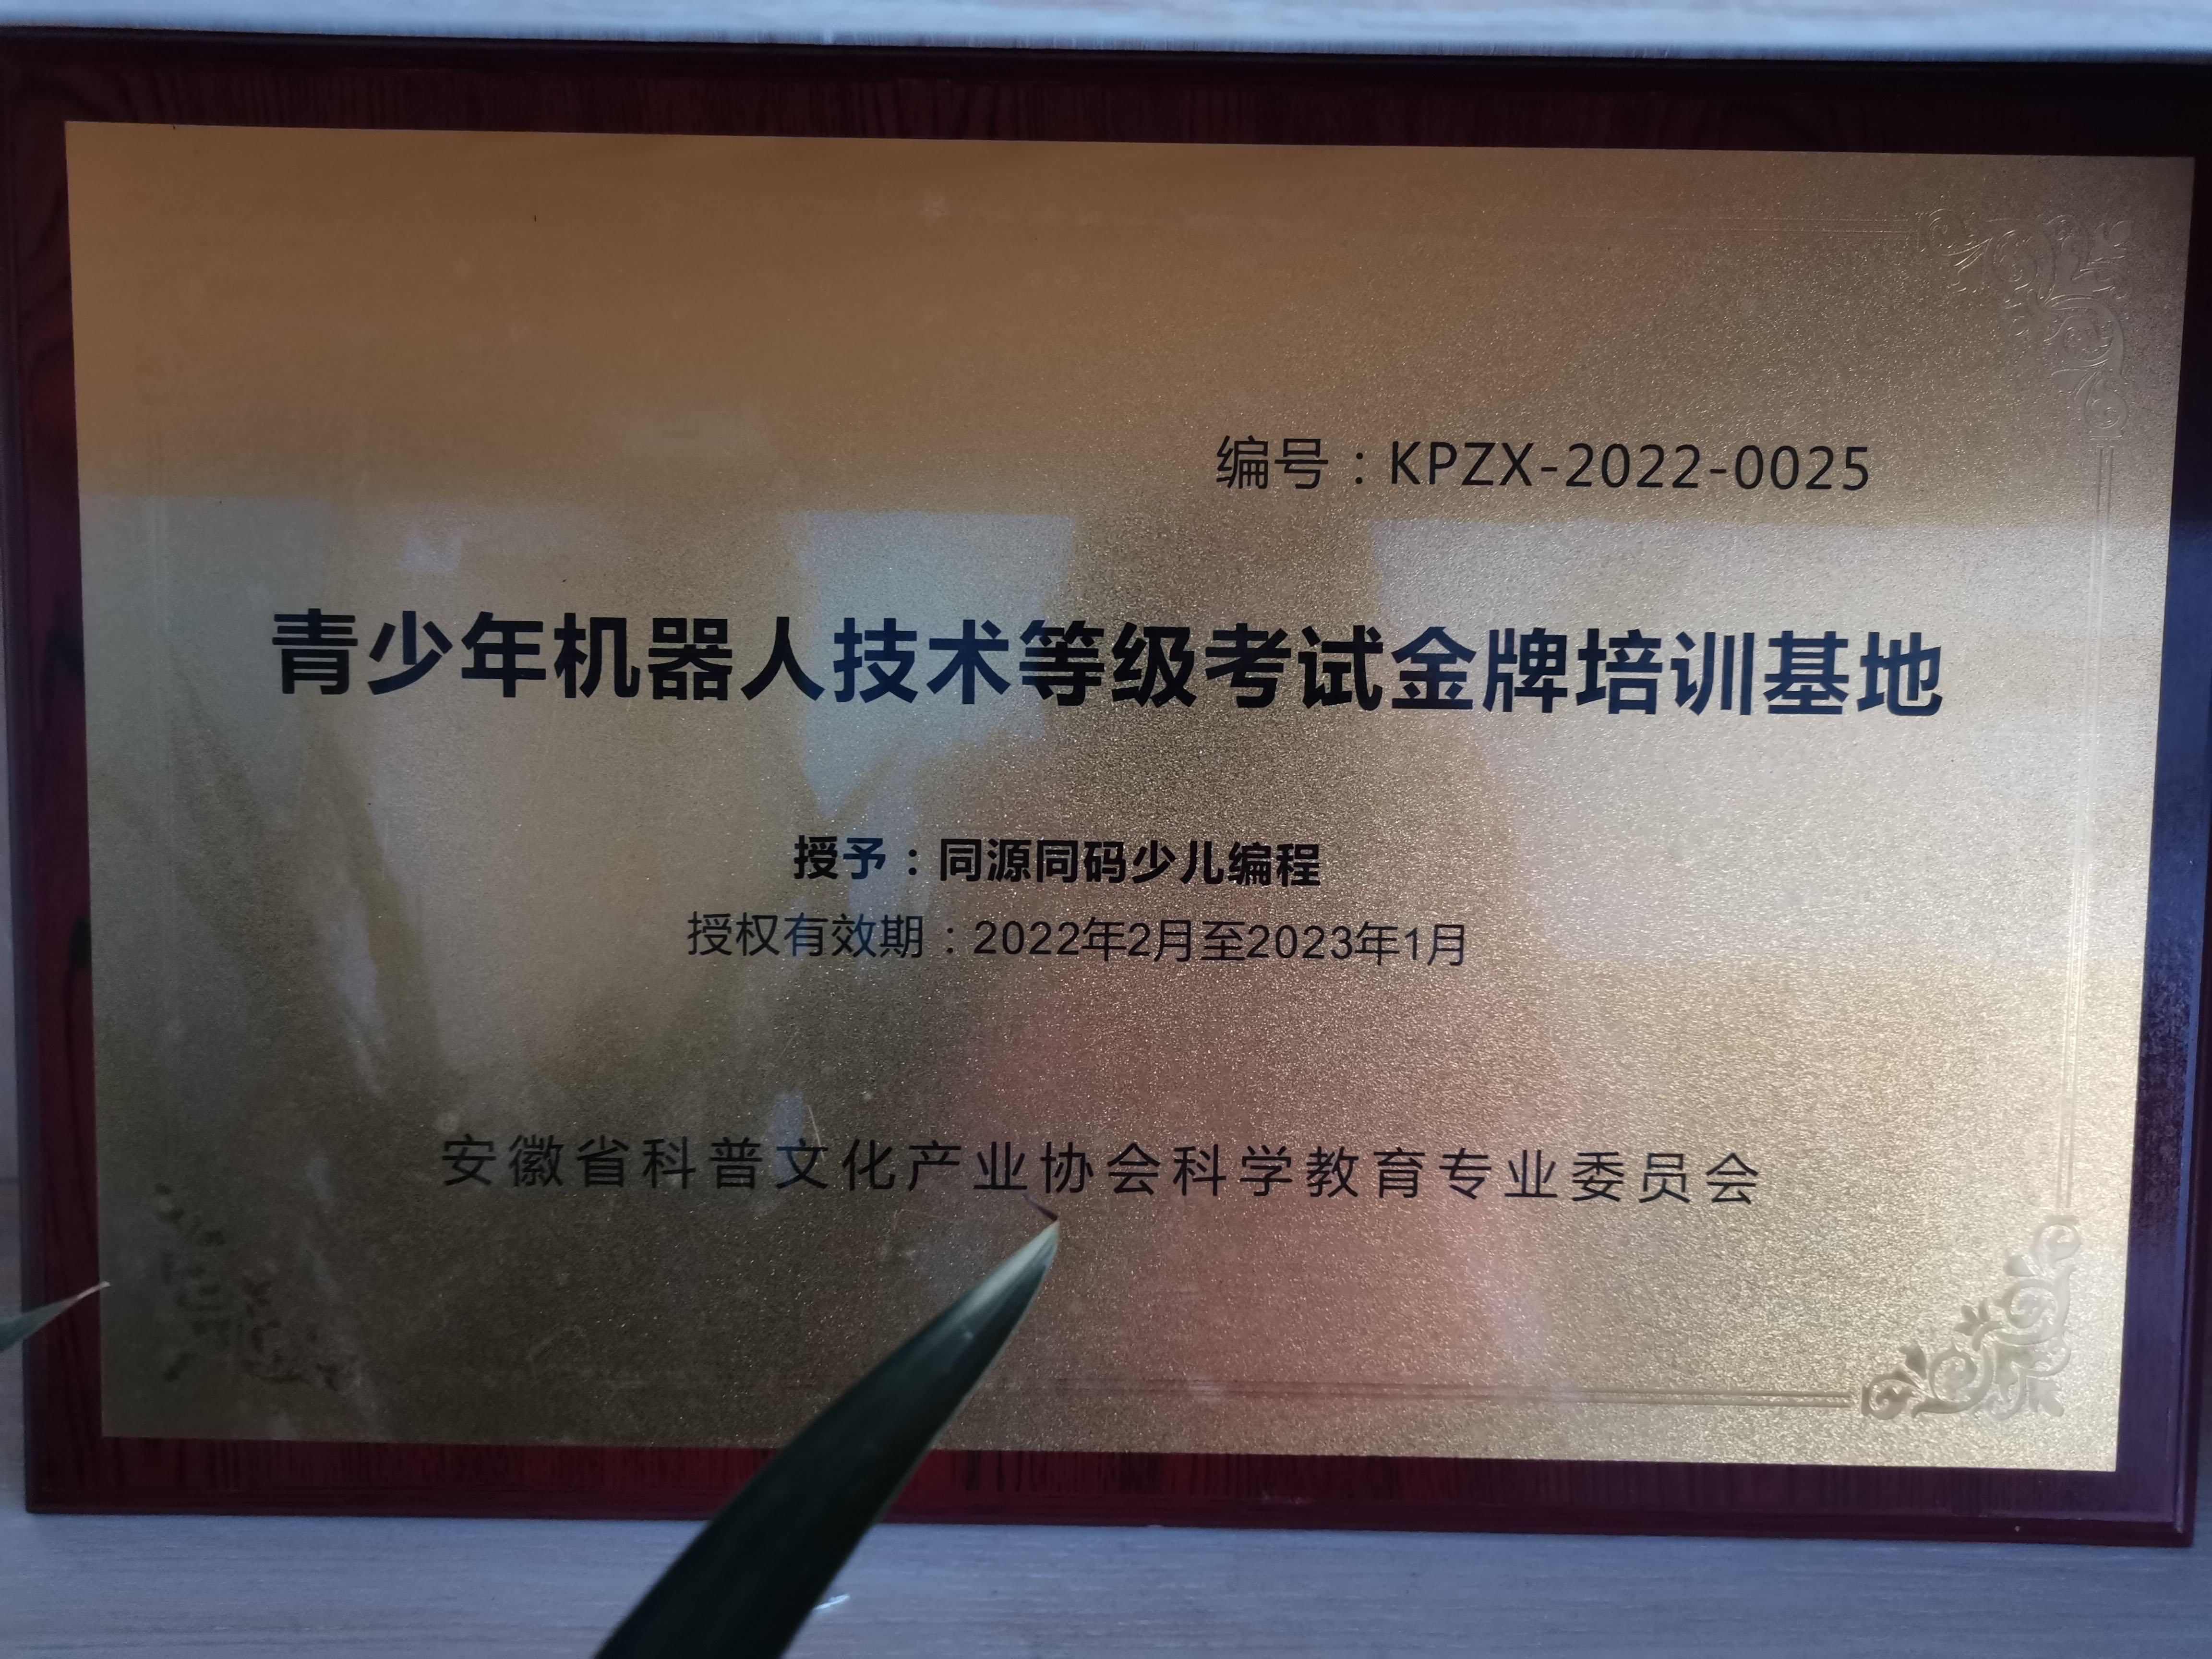 编号：KPZX-2022-0025
青少年机器人技术等级考试金牌培训基地
授予：同源同码少儿编程
授权有效期：2022年2月至2023年1月
安徽省科普文化产业协会科学教育专业委员会